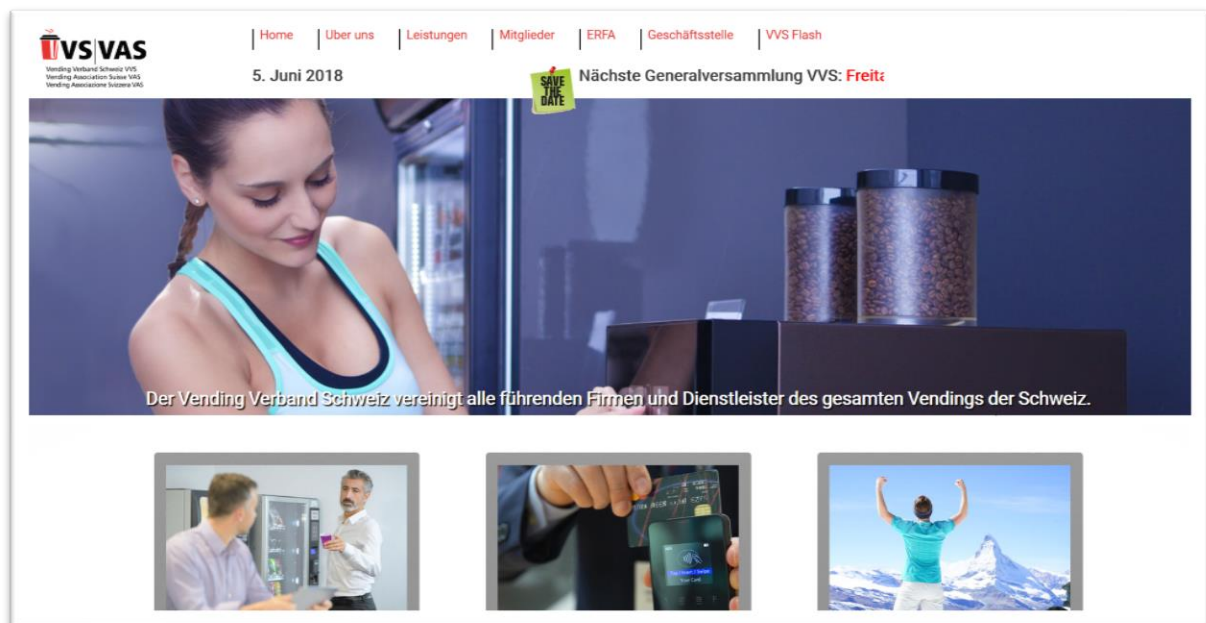 VS|VAS
Vending Verband Schweiz VVS
Vending Association Suisse VAS
Vending Associazione Svizzera VAS
Home
Über uns
Leistungen
Mitglieder
ERFA
Geschäftsstelle
VVS Flash
5. Juni 2018
SAVE
THE
DATE
Nächste Generalversammlung VVS: Freita
Der Vending Verband Schweiz vereinigt alle führenden Firmen und Dienstleister des gesamten Vendings der Schweiz.